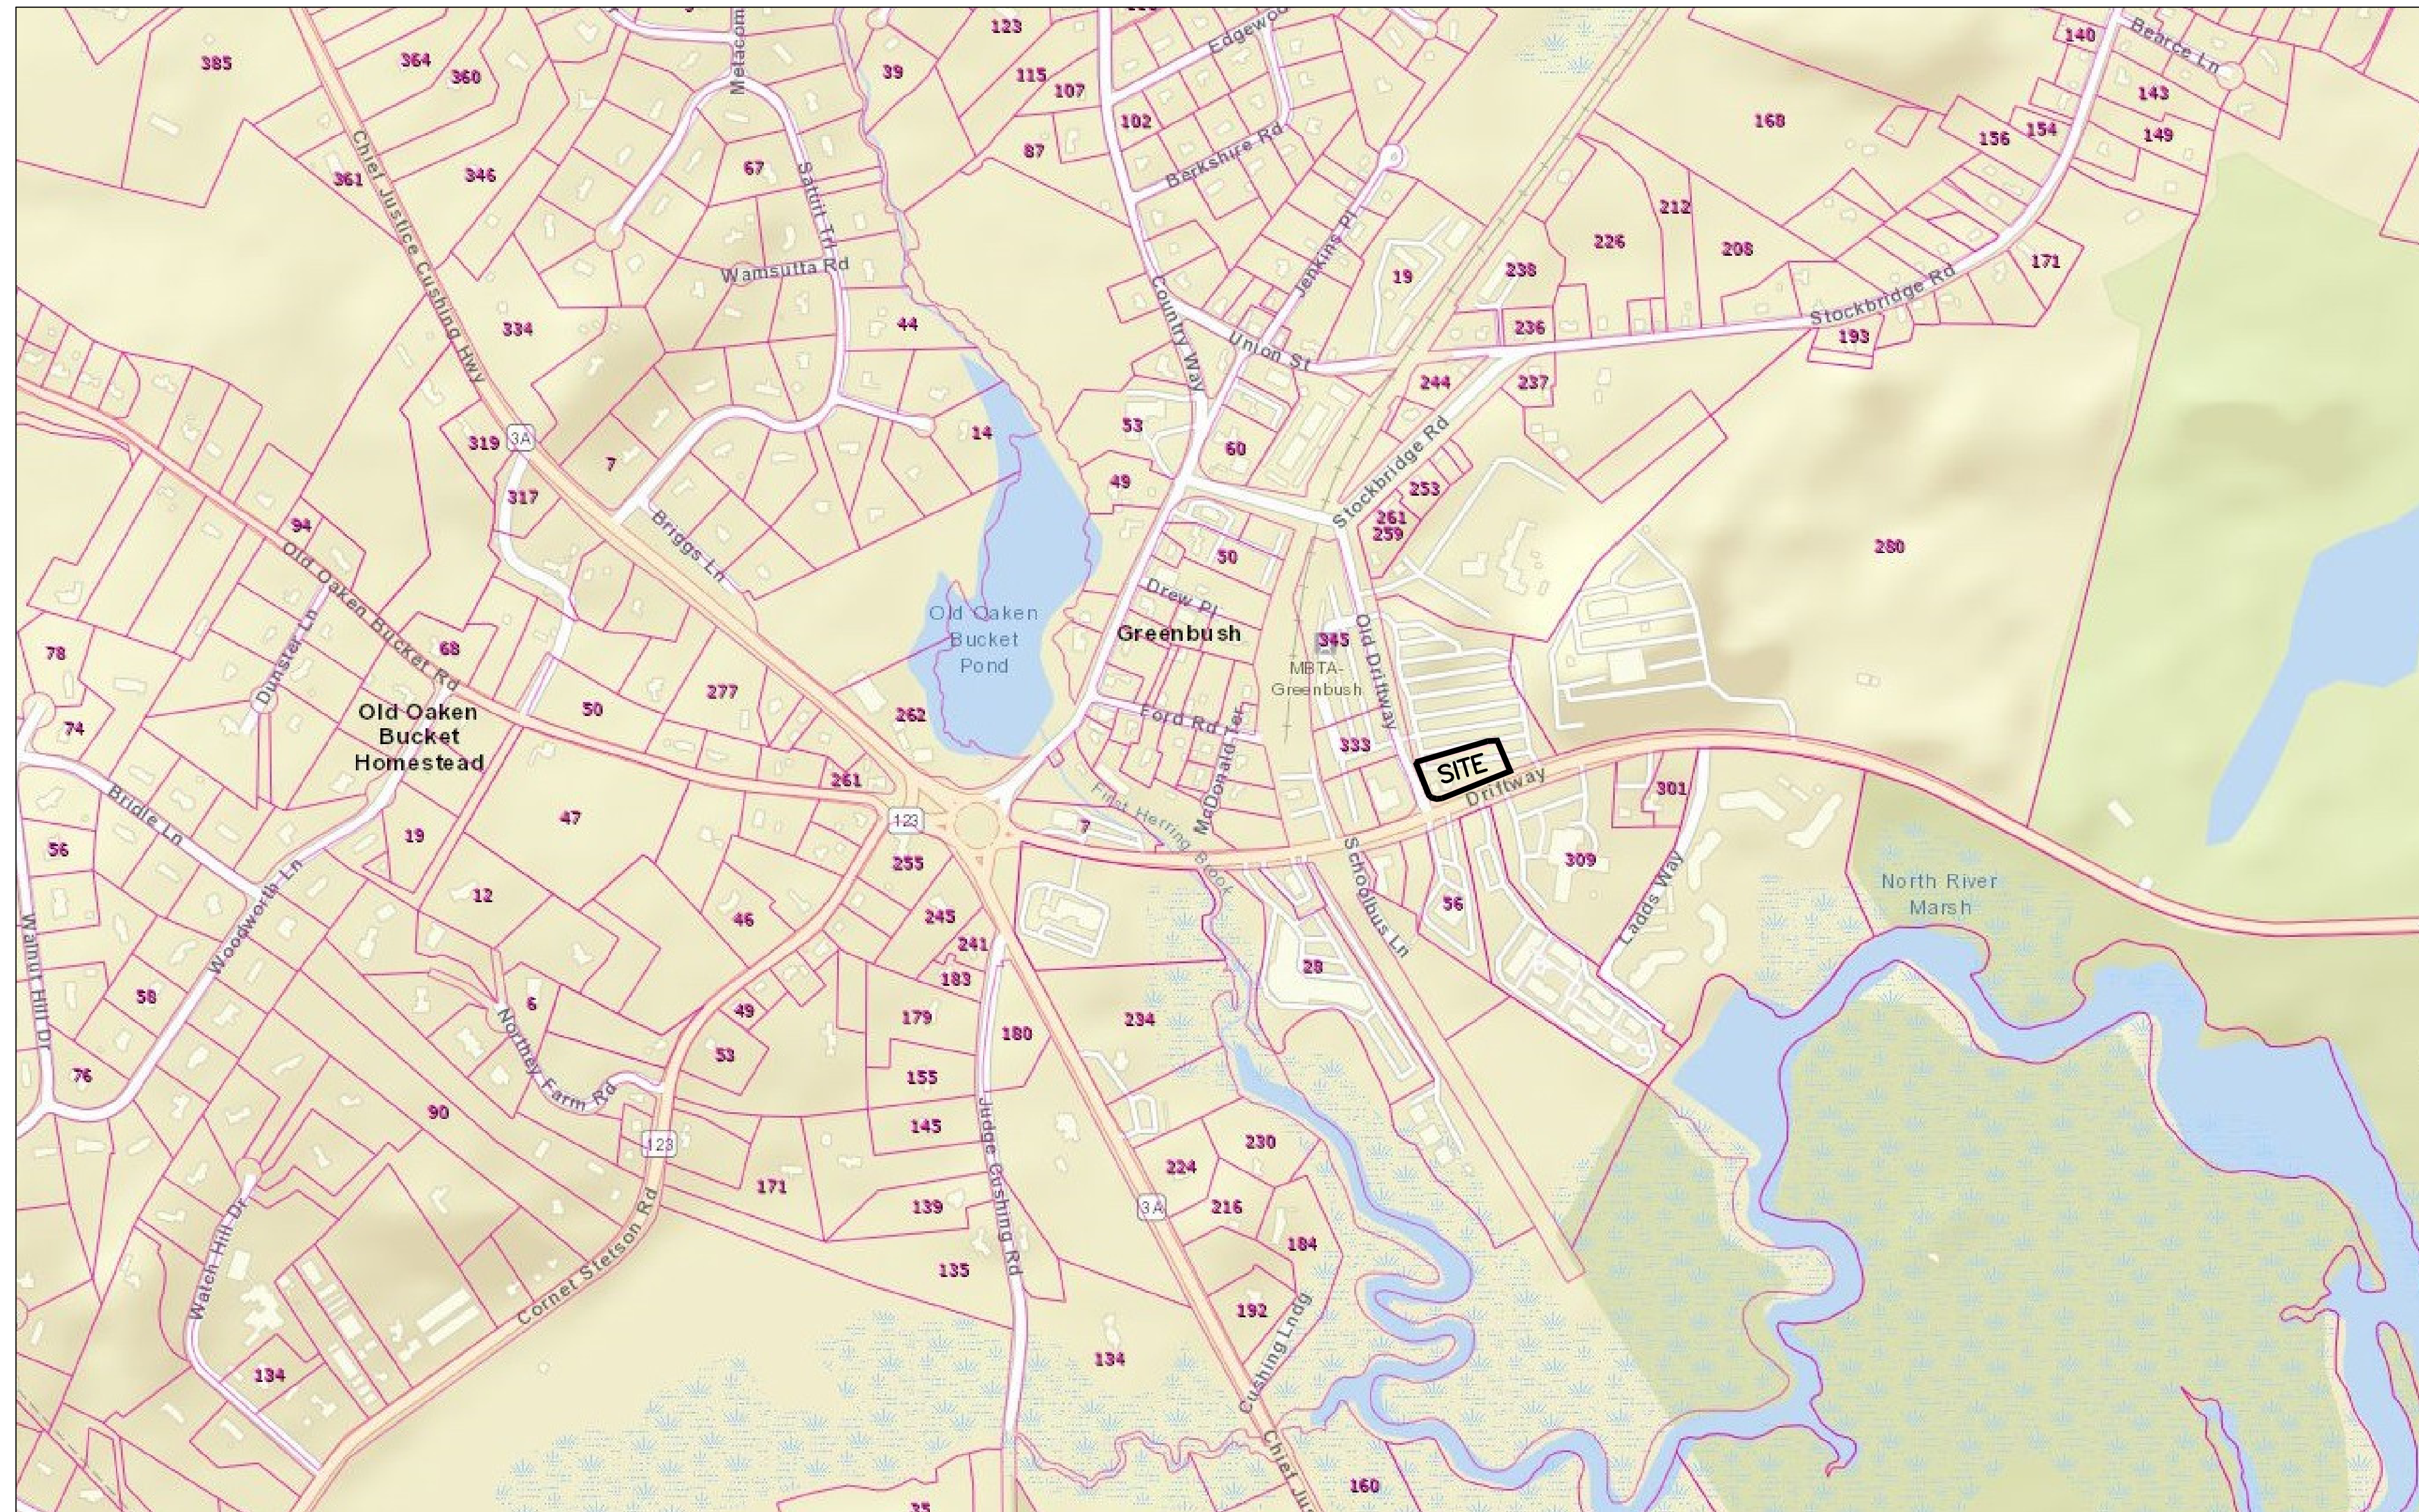 385
364
360
Metacom
39
123
115
107
102
87
Edgewoo
Berkshire Rd
140
Bearce Ln
143
149
154
156
168
361
346
Chief Justice Cushing Hwy
67
Satuit Trl
Wamsutta Rd
44
334
Country Way
Jenkins Pl
19
238
226
212
208
171
Stockbridge Rd
193
236
Union St
244
237
53
60
14
319
3A
317
7
49
Stockbridge Rd
253
261
259
94
Briggs Ln
50
280
Old Oaken Bucket Rd
Dunster Ln
68
Old Oaken
Bucket
Pond
Drew Pl
Greenbush
345
MBTA-
Greenbush
Old Driftway
78
74
Old Oaken
Bucket
Homestead
50
277
262
Ford Rd
McDonald Ter
333
SITE
Driftway
301
261
Bridle Ln
19
47
123
7
First Herring Brook
56
12
255
46
245
241
183
Schoolbus Ln
56
309
Ladds Way
North River
Marsh
Walnut Hill Dr
Woodworth Ln
58
6
49
53
179
180
234
28
76
90
Northey Farm Rd
155
145
123
171
139
135
Judge Cushing Rd
224
230
3A
216
184
192
Watch Hill Dr
134
Cornet Stetson Rd
134
Cushing Lndg
Chief Jus
160
35